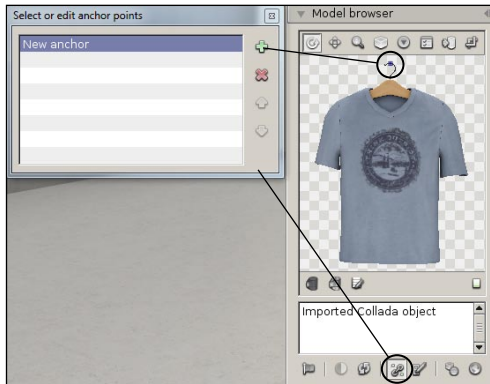 Select or edit anchor points
Model browser
New anchor
Imported Collada object